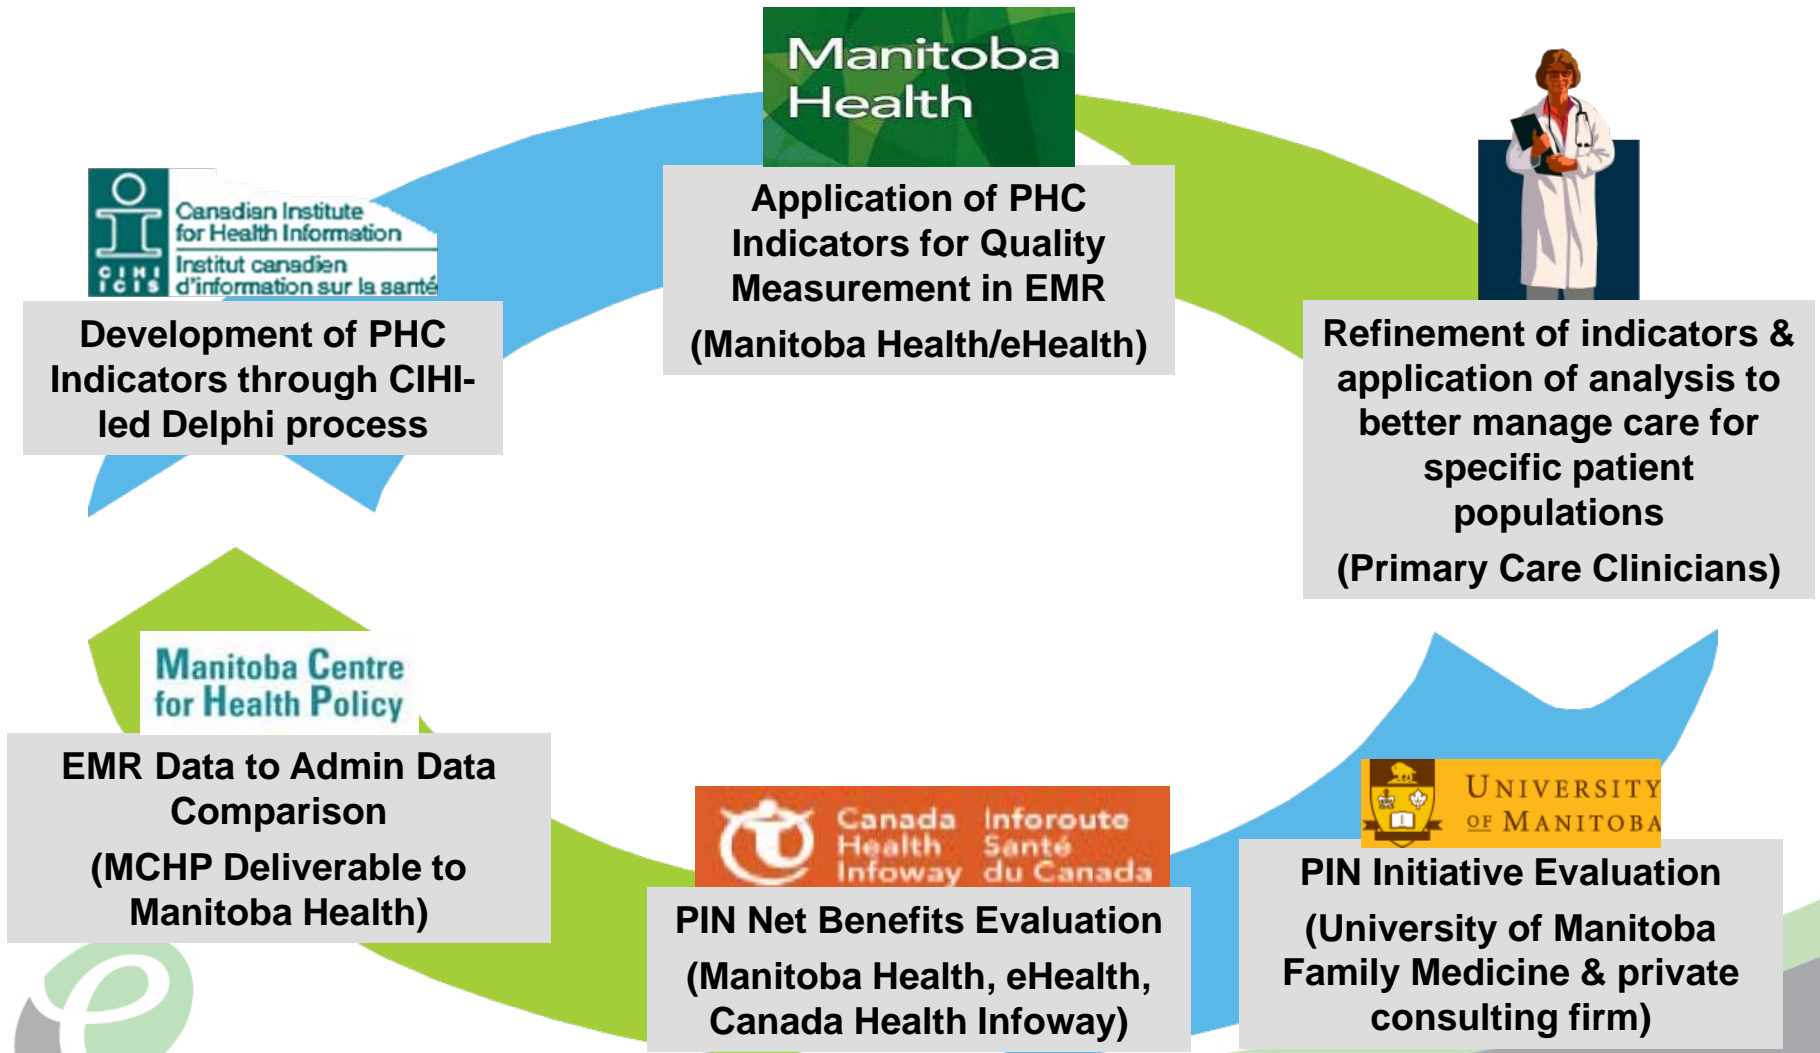 Manitoba
Health
Application of PHC
Indicators for Quality
Measurement in EMR
(Manitoba Health/eHealth)
Canadian Institute
for Health Information
Institut canadien
d'information sur la santé
CIHI
ICIS
Development of PHC
Indicators through CIHI-
led Delphi process
Refinement of indicators &
application of analysis to
better manage care for
specific patient
populations
(Primary Care Clinicians)
Manitoba Centre
for Health Policy
EMR Data to Admin Data
Comparison
(MCHP Deliverable to
Manitoba Health)
Canada Inforoute
Health Santé
Infoway du Canada
PIN Net Benefits Evaluation
(Manitoba Health, eHealth,
Canada Health Infoway)
UNIVERSITY
OF MANITOBA
PIN Initiative Evaluation
(University of Manitoba
Family Medicine & private
consulting firm)
e